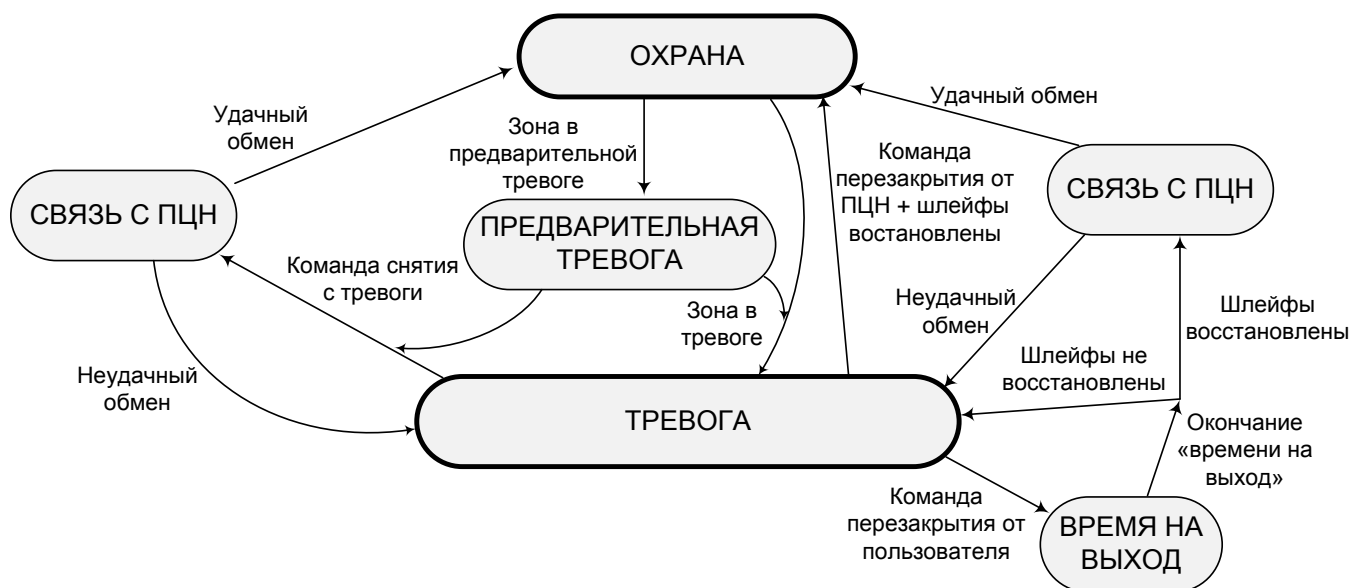 ОХРАНА
Удачный
обмен
Удачный обмен
Зона в
предварительной
тревоге
Команда
перезакрытия от
ПЦН + шлейфы
востановлены
СВЯЗЬ С ПЦН
СВЯЗЬ С ПЦН
ПРЕДВАРИТЕЛЬНАЯ
ТРЕВОГА
Команда снятия
с тревоги
Зона в
тревоге
Неудачный
обмен
Шлейфы
восстановлены
Шлейфы не
восстановлены
Неудачный
обмен
ТРЕВОГА
Окончание
«времени на
выход»
Команда
перезакрытия от
пользователя
ВРЕМЯ НА
ВЫХОД